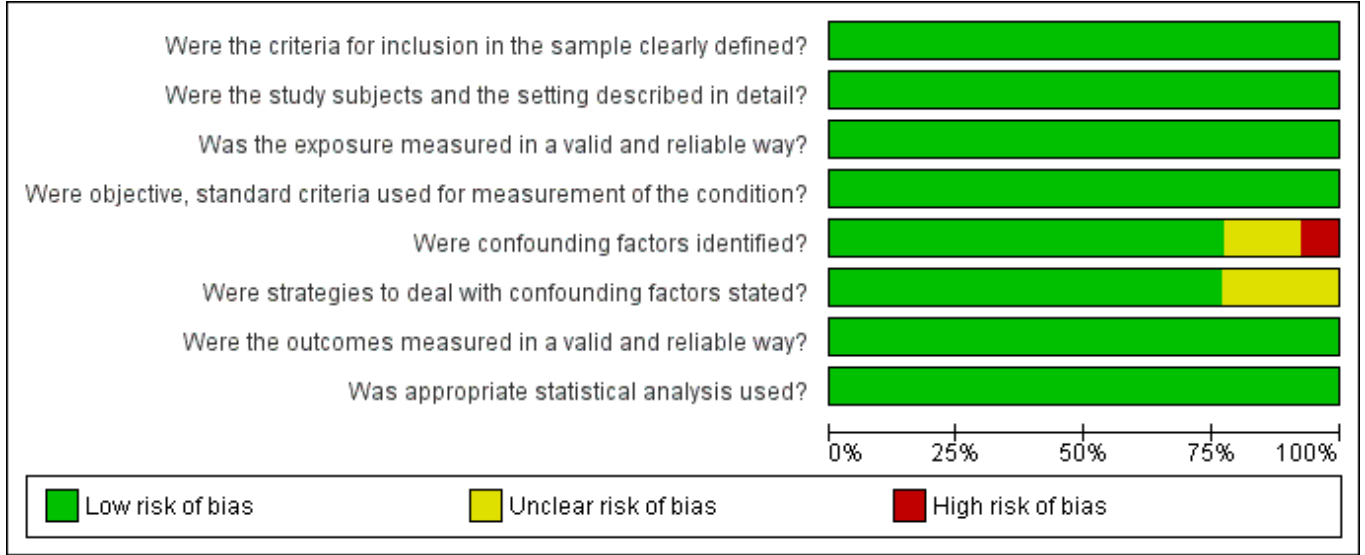 Were the criteria for inclusion in the sample clearly defined?
Were the study subjects and the setting described in detail?
Was the exposure measured in a valid and reliable way?
Were objective, standard criteria used for measurement of the condition?
Were confounding factors identified?
Were strategies to deal with confounding factors stated?
Were the outcomes measured in a valid and reliable way?
Was appropriate statistical analysis used?
0% 25% 50% 75% 100%
Low risk of bias Unclear risk of bias High risk of bias